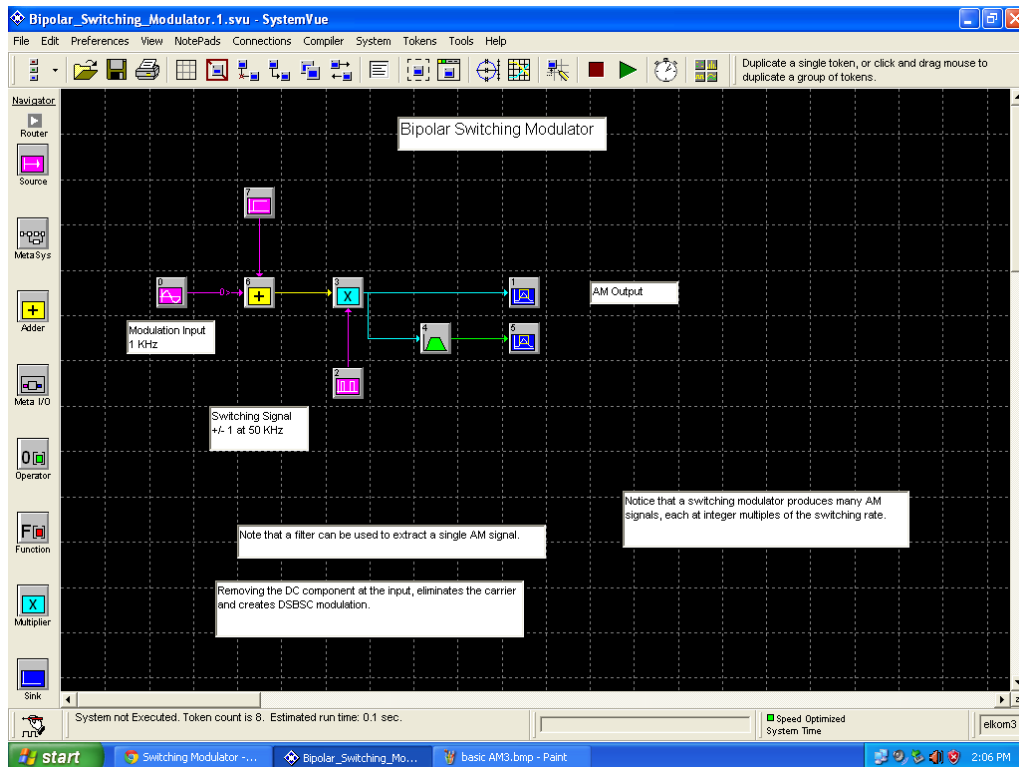 Bipolar_Switching_Modulator.1.svu - SystemVue
File Edit Preferences View NotePads Connections Compiler System Tokens Tools Help
Duplicate a single token, or click and drag mouse to
duplicate a group of tokens.
Navigator
Router
Source
MetaSys
Adder
Meta I/O
Operator
Function
Multiplier
Sink
Bipolar Switching Modulator
7
0
0>
6
3
1
AM Output
Modulation Input
1 KHz
4
5
2
Switching Signal
+/- 1 at 50 KHz
Notice that a switching modulator produces many AM
signals, each at integer multiples of the switching rate.
Note that a filter can be used to extract a single AM signal.
Removing the DC component at the input, eliminates the carrier
and creates DSBSC modulation.
System not Executed. Token count is 8. Estimated run time: 0.1 sec.
Speed Optimized
System Time
elkom3
start
Switching Modulator -...
Bipolar_Switching_Mo...
basic AM3.bmp - Paint
2:06 PM